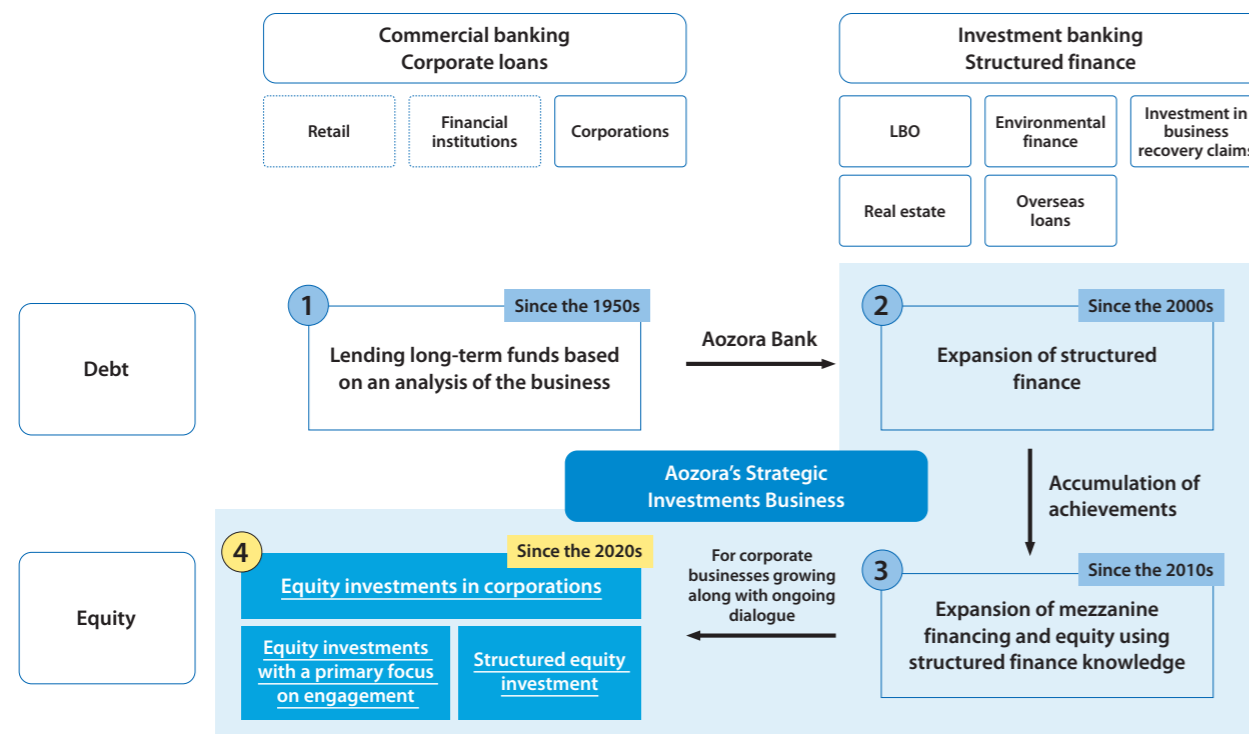 Commercial banking
Corporate loans
Investment banking
Structured finance
Retail
Financial
institutions
Corporations
LBO
Environmental
finance
Investment in
business
recovery claims
Real estate
Overseas
loans
Debt
1
Since the 1950s
Lending long-term funds based
on an analysis of the business
Aozora Bank
2
Since the 2000s
Expansion of structured
finance
Aozora’s Strategic
Investments Business
Accumulation of
achievements
Equity
4
Since the 2020s
Equity investments in corporations
Equity investments
with a primary focus
on engagement
Structured equity
investment
For corporate
businesses growing
along with ongoing
dialogue
3
Since the 2010s
Expansion of mezzanine
financing and equity using
structured finance knowledge